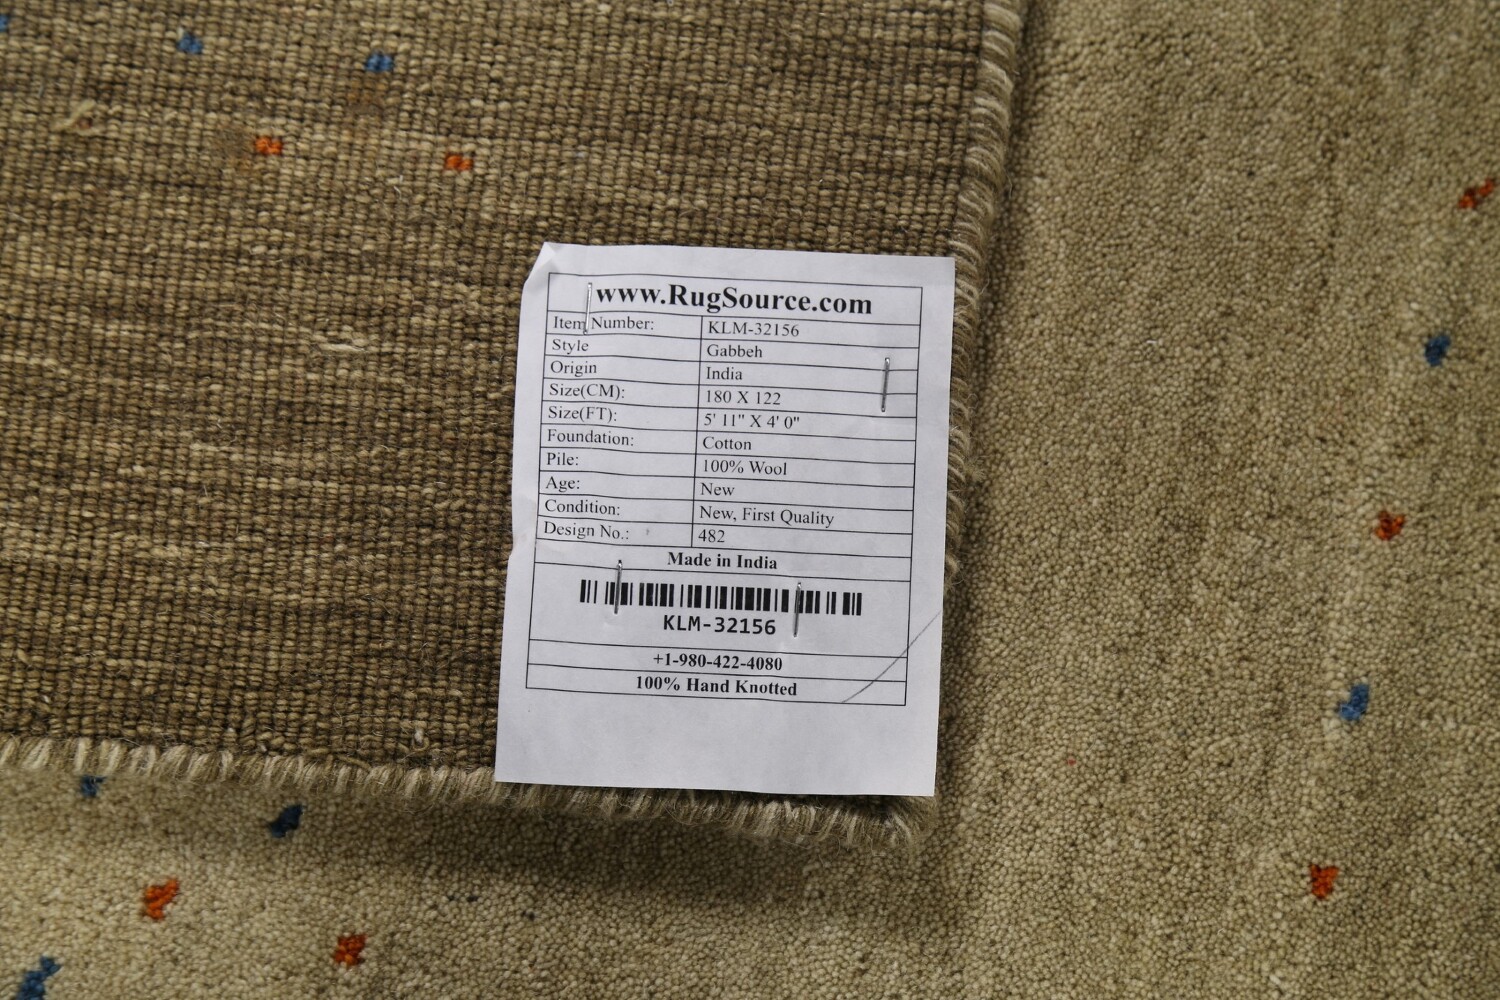 www.RugSource.com
Item Number: KLM-32156
Style Gabbeh
Origin India
Size(CM): 180 X 122
Size(FT): 5' 11" X 4' 0"
Foundation: Cotton
Pile: 100% Wool
Age: New
Condition: New, First Quality
Design No.: 482
Made in India
KLM-32156
+1-980-422-4080
100% Hand Knotted